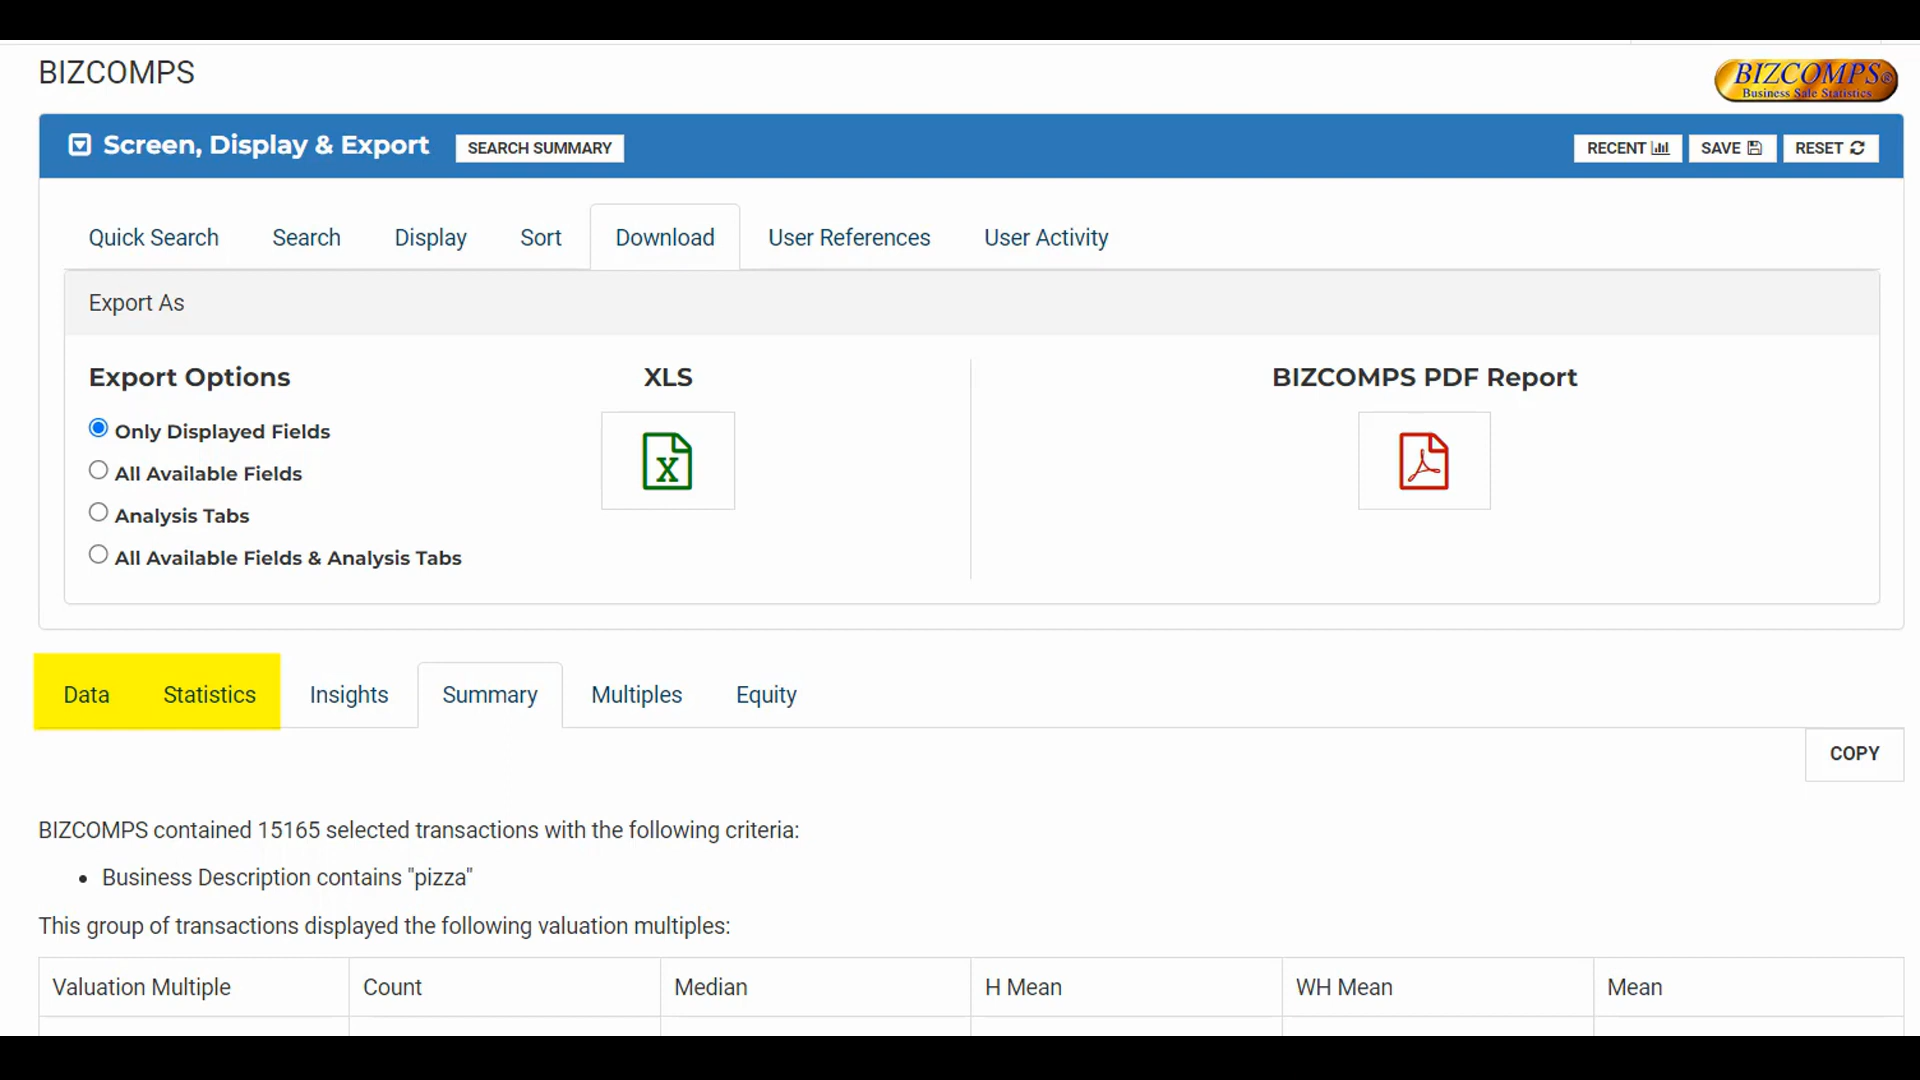 BIZCOMPS
BIZCOMPS®
Business Sale Statistics
Screen, Display & Export SEARCH SUMMARY RECENT SAVE RESET
Quick Search Search Display Sort Download User References User Activity
Export As
Export Options XLS BIZCOMPS PDF Report
Only Displayed Fields
All Available Fields
Analysis Tabs
All Available Fields & Analysis Tabs
Data Statistics Insights Summary Multiples Equity
COPY
BIZCOMPS contained 15165 selected transactions with the following criteria:
• Business Description contains "pizza"
This group of transactions displayed the following valuation multiples:
Valuation Multiple Count Median H Mean WH Mean Mean